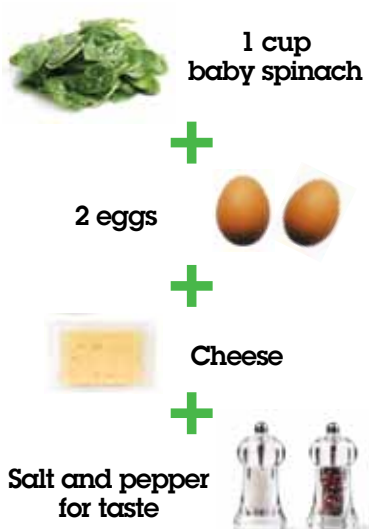 1 cup
baby spinach
+
2 eggs
+
Cheese
+
Salt and pepper
for taste